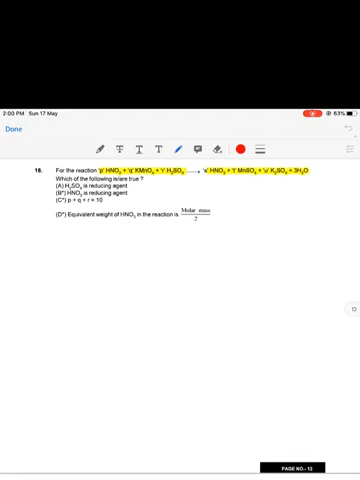 2:00 PM Sun 17 May 63%
Done
16. For the reaction 'p' HNO₂ + 'q' KMnO₄ + 'r' H₂SO₄ ⟶ 's' HNO₃ + 't' MnSO₄ + 'u' K₂SO₄ + 3H₂O
Which of the following is/are true ?
(A) H₂SO₄ is reducing agent
(B*) HNO₂ is reducing agent
(C*) p + q + r = 10
(D*) Equivalent weight of HNO₂ in the reaction is Molar mass / 2
12
PAGE NO.- 12